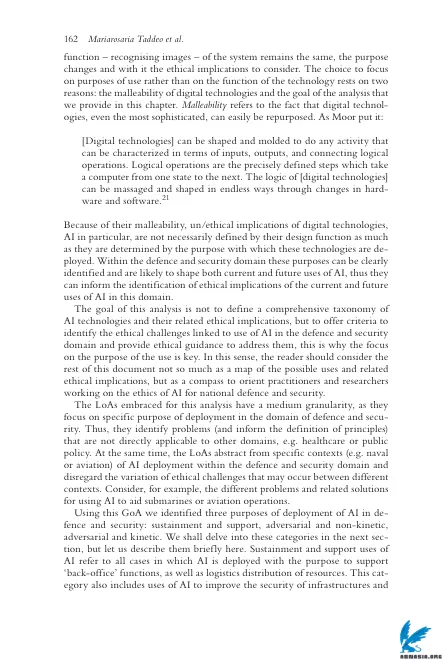 162 Mariarosaria Taddeo et al.
function – recognising images – of the system remains the same, the purpose
changes and with it the ethical implications to consider. The choice to focus
on purposes of use rather than on the function of the technology rests on two
reasons: the malleability of digital technologies and the goal of the analysis that
we provide in this chapter. Malleability refers to the fact that digital technol-
ogies, even the most sophisticated, can easily be repurposed. As Moor put it:
[Digital technologies] can be shaped and molded to do any activity that
can be characterized in terms of inputs, outputs, and connecting logical
operations. Logical operations are the precisely defined steps which take
a computer from one state to the next. The logic of [digital technologies]
can be massaged and shaped in endless ways through changes in hard-
ware and software.21
Because of their malleability, un/ethical implications of digital technologies,
AI in particular, are not necessarily defined by their design function as much
as they are determined by the purpose with which these technologies are de-
ployed. Within the defence and security domain these purposes can be clearly
identified and are likely to shape both current and future uses of AI, thus they
can inform the identification of ethical implications of the current and future
uses of AI in this domain.
The goal of this analysis is not to define a comprehensive taxonomy of
AI technologies and their related ethical implications, but to offer criteria to
identify the ethical challenges linked to use of AI in the defence and security
domain and provide ethical guidance to address them, this is why the focus
on the purpose of the use is key. In this sense, the reader should consider the
rest of this document not so much as a map of the possible uses and related
ethical implications, but as a compass to orient practitioners and researchers
working on the ethics of AI for national defence and security.
The LoAs embraced for this analysis have a medium granularity, as they
focus on specific purpose of deployment in the domain of defence and secu-
rity. Thus, they identify problems (and inform the definition of principles)
that are not directly applicable to other domains, e.g. healthcare or public
policy. At the same time, the LoAs abstract from specific contexts (e.g. naval
or aviation) of AI deployment within the defence and security domain and
disregard the variation of ethical challenges that may occur between different
contexts. Consider, for example, the different problems and related solutions
for using AI to aid submarines or aviation operations.
Using this GoA we identified three purposes of deployment of AI in de-
fence and security: sustainment and support, adversarial and non-kinetic,
adversarial and kinetic. We shall delve into these categories in the next sec-
tion, but let us describe them briefly here. Sustainment and support uses of
AI refer to all cases in which AI is deployed with the purpose to support
‘back-office’ functions, as well as logistics distribution of resources. This cat-
egory also includes uses of AI to improve the security of infrastructures and